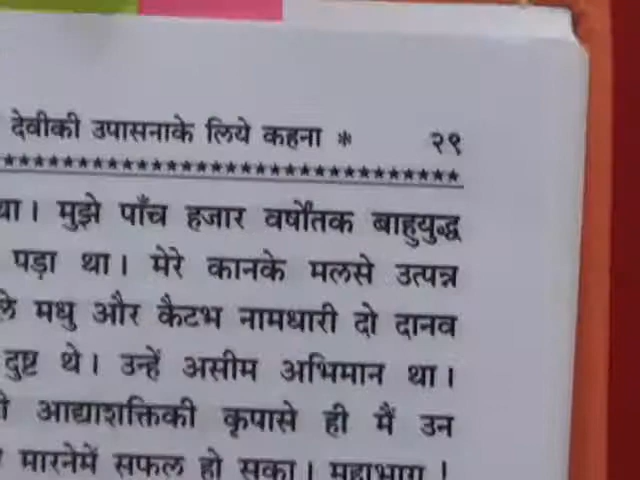 देवीकी उपासनाके लिये कहना * २९
था। मुझे पाँच हजार वर्षोंतक बाहुयुद्ध
पड़ा था। मेरे कानके मलसे उत्पन्न
मधु और कैटभ नामधारी दो दानव
दुष्ट थे। उन्हें असीम अभिमान था।
आद्याशक्तिकी कृपासे ही मैं उन
मारनेमें सफल हो सका। महाभाग!